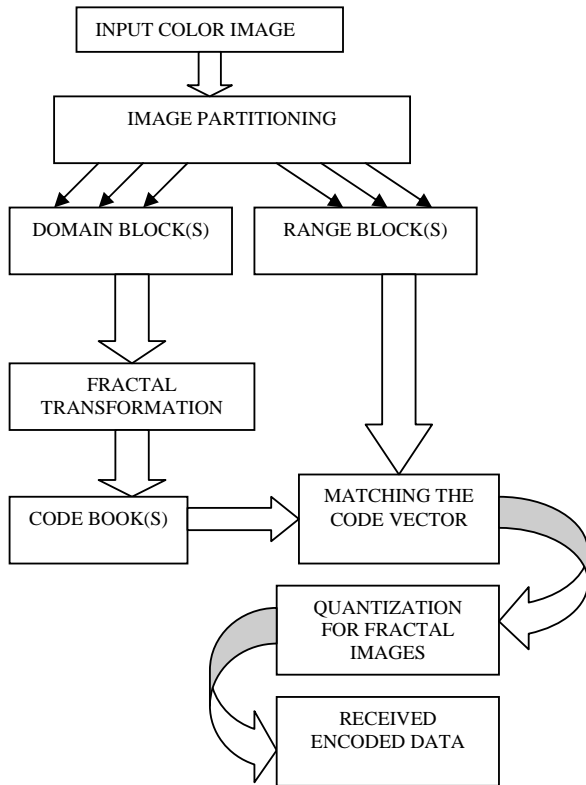 INPUT COLOR IMAGE
IMAGE PARTITIONING
DOMAIN BLOCK(S)
RANGE BLOCK(S)
FRACTAL
TRANSFORMATION
CODE BOOK(S)
MATCHING THE
CODE VECTOR
QUANTIZATION
FOR FRACTAL
IMAGES
RECEIVED
ENCODED DATA